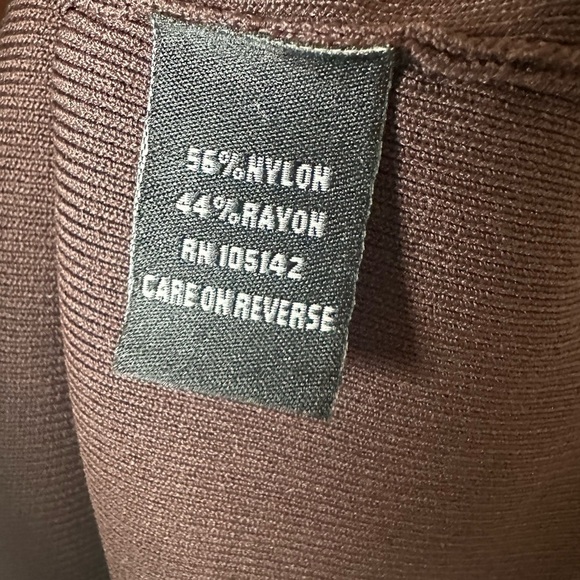 56%NYLON
44%RAYON
RN 105142
CARE ON REVERSE